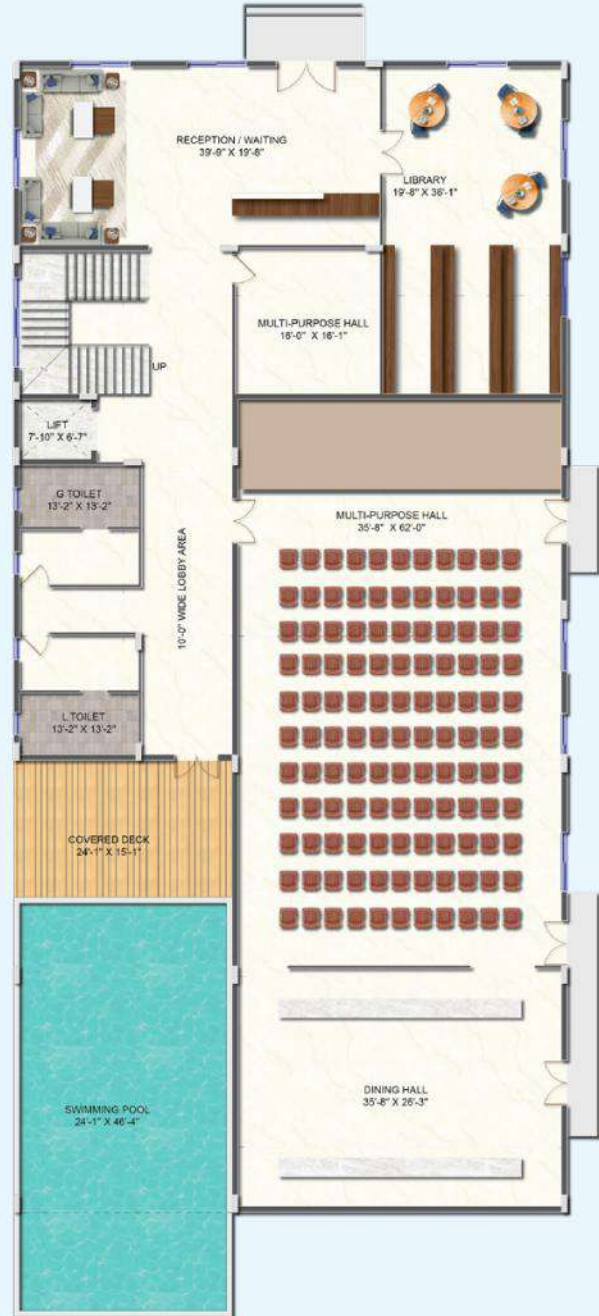 RECEPTION / WAITING
39'-9" X 19'-8"
LIBRARY
19'-8" X 36'-1"
MULTI-PURPOSE HALL
16'-0" X 16'-1"
UP
LIFT
7'-10" X 6'-7"
G TOILET
13'-2" X 13'-2"
MULTI-PURPOSE HALL
35'-8" X 62'-0"
10'-0" WIDE LOBBY AREA
L TOILET
13'-2" X 13'-2"
COVERED DECK
24'-1" X 15'-1"
DINING HALL
35'-8" X 26'-3"
SWIMMING POOL
24'-1" X 46'-4"